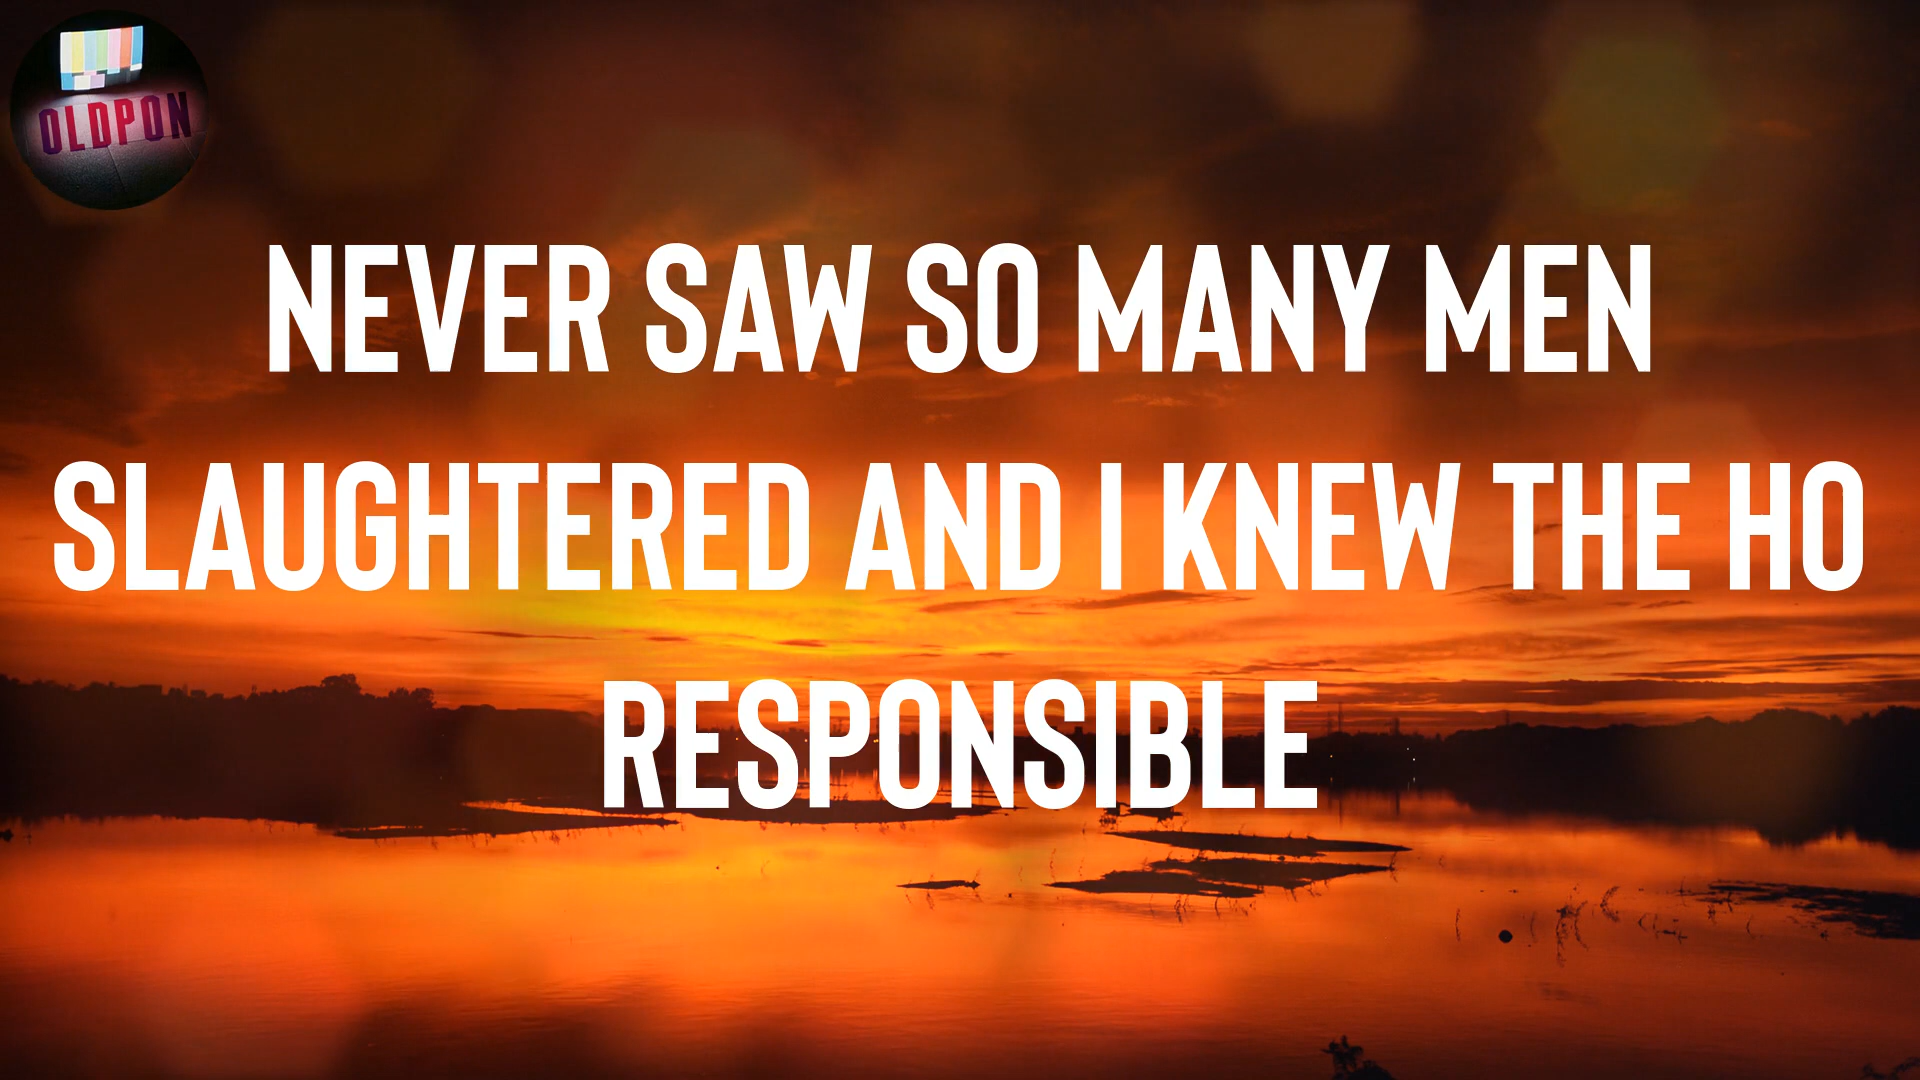 OLDPON
NEVER SAW SO MANY MEN
SLAUGHTERED AND I KNEW THE HO
RESPONSIBLE